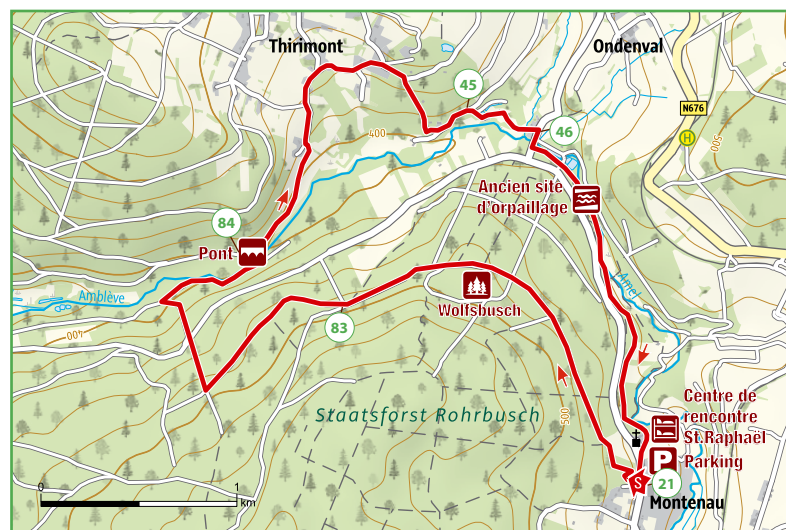 Thirimont
Ondenval
45
N676
46
400
H
500
Ancien site
d'orpaillage
84
Pont
Amblève
Amel
Wolfsbusch
400
83
Staatsforst Rohrbusch
500
Centre de
rencontre
St.Raphaël
P
Parking
S
21
Montenau
0
1
km